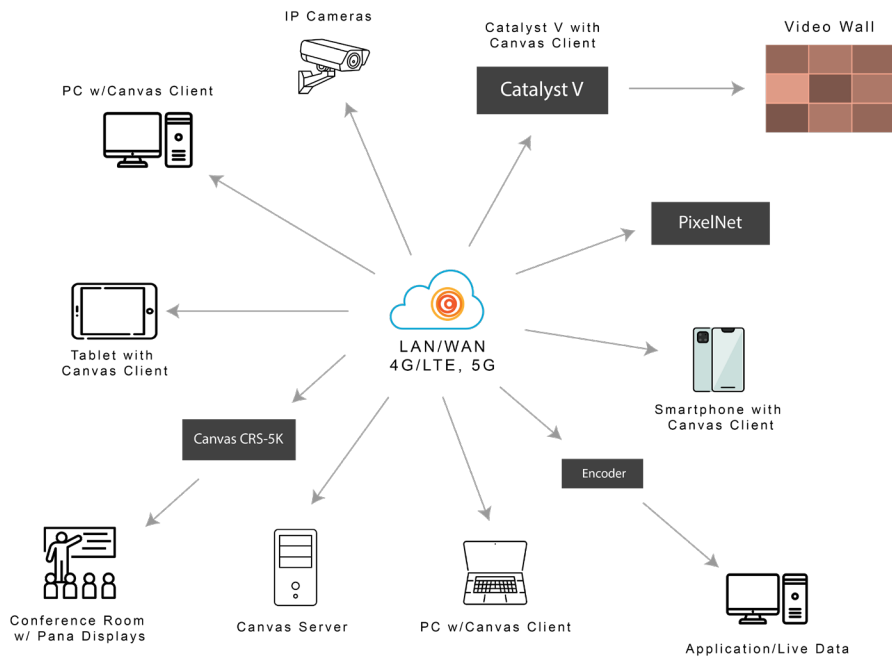 IP Cameras
Catalyst V with
Canvas Client
Video Wall
PC w/Canvas Client
Catalyst V
PixelNet
LAN/WAN
4G/LTE, 5G
Tablet with
Canvas Client
Smartphone with
Canvas Client
Canvas CRS-5K
Encoder
Conference Room
w/ Pana Displays
Canvas Server
PC w/Canvas Client
Application/Live Data